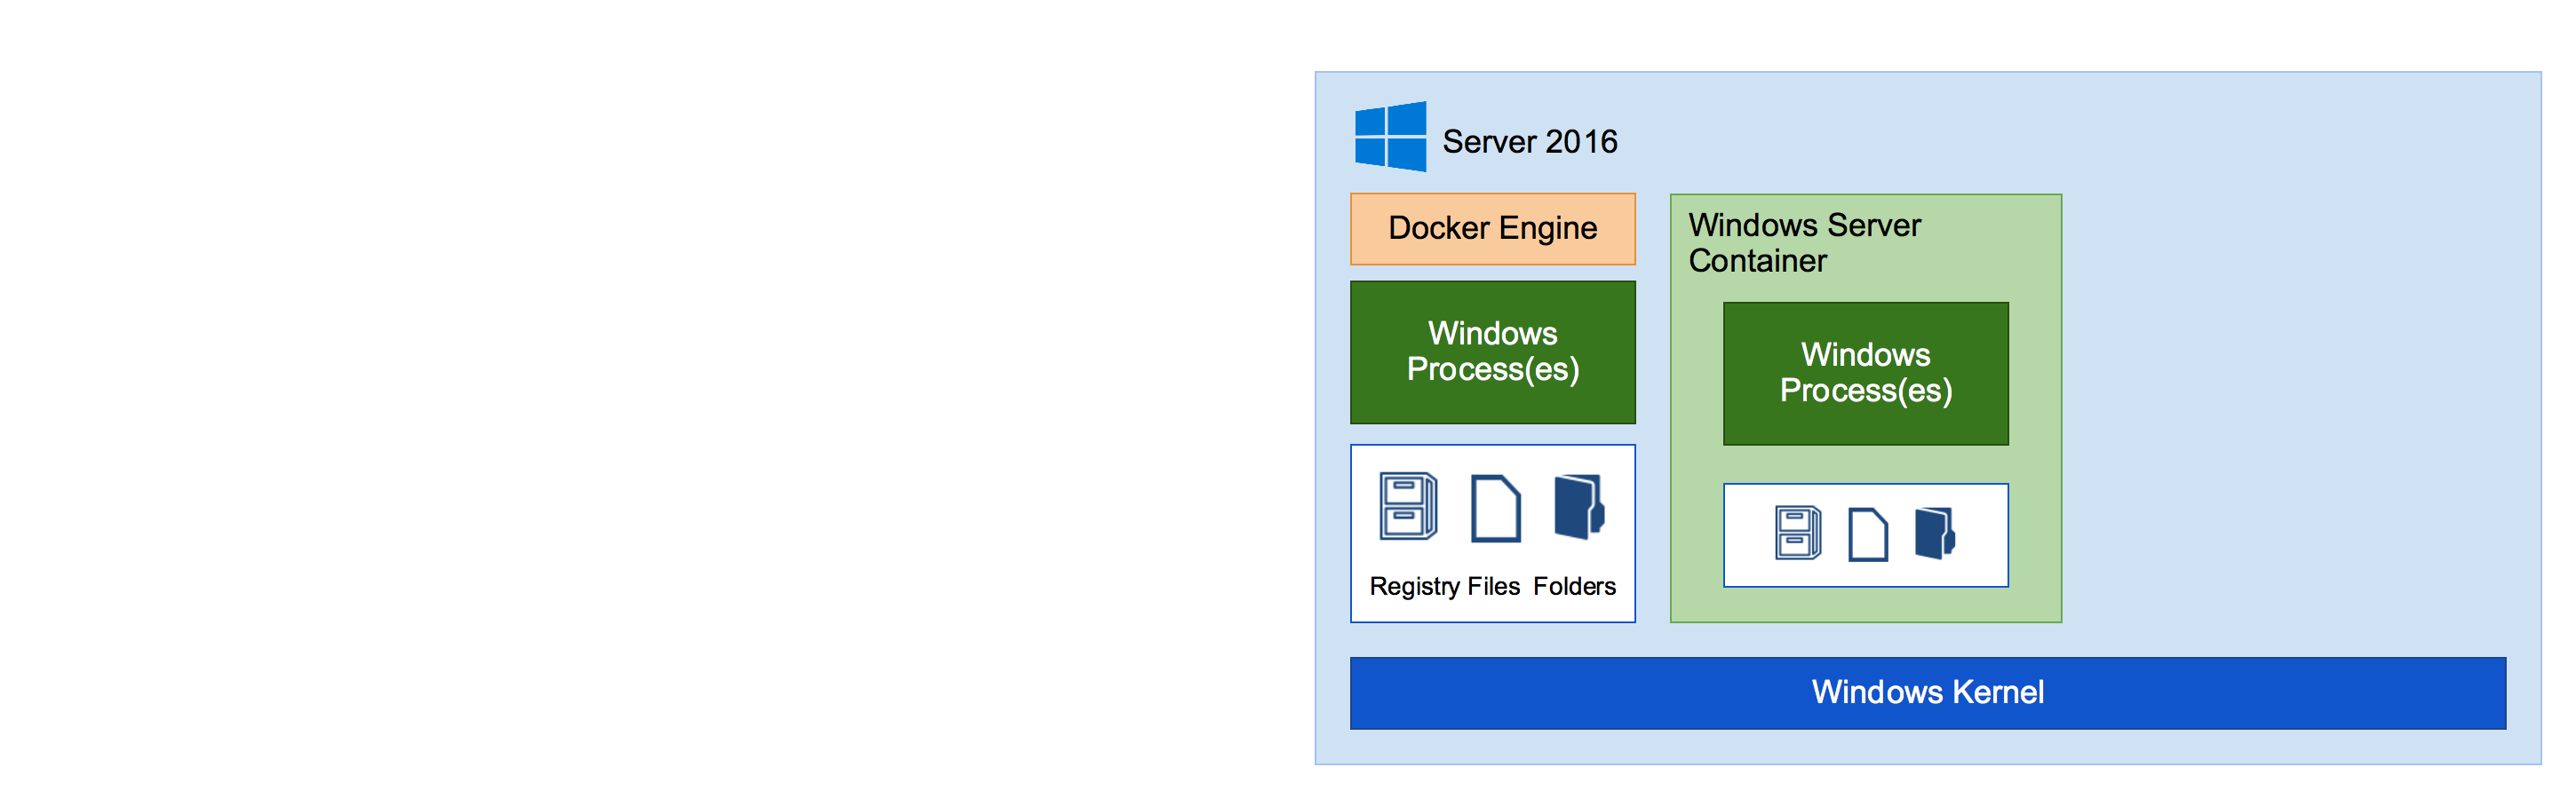 Server 2016
Docker Engine
Windows
Process(es)
Registry Files Folders
Windows Server
Container
Windows
Process(es)
Windows Kernel